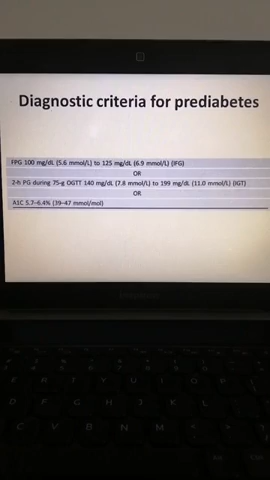 Diagnostic criteria for prediabetes
FPG 100 mg/dL (5.6 mmol/L) to 125 mg/dL (6.9 mmol/L) (IFG)
OR
2-h PG during 75-g OGTT 140 mg/dL (7.8 mmol/L) to 199 mg/dL (11.0 mmol/L) (IGT)
OR
A1C 5.7–6.4% (39–47 mmol/mol)
E R T Y U I O P
D F G H J K L
C V B N M